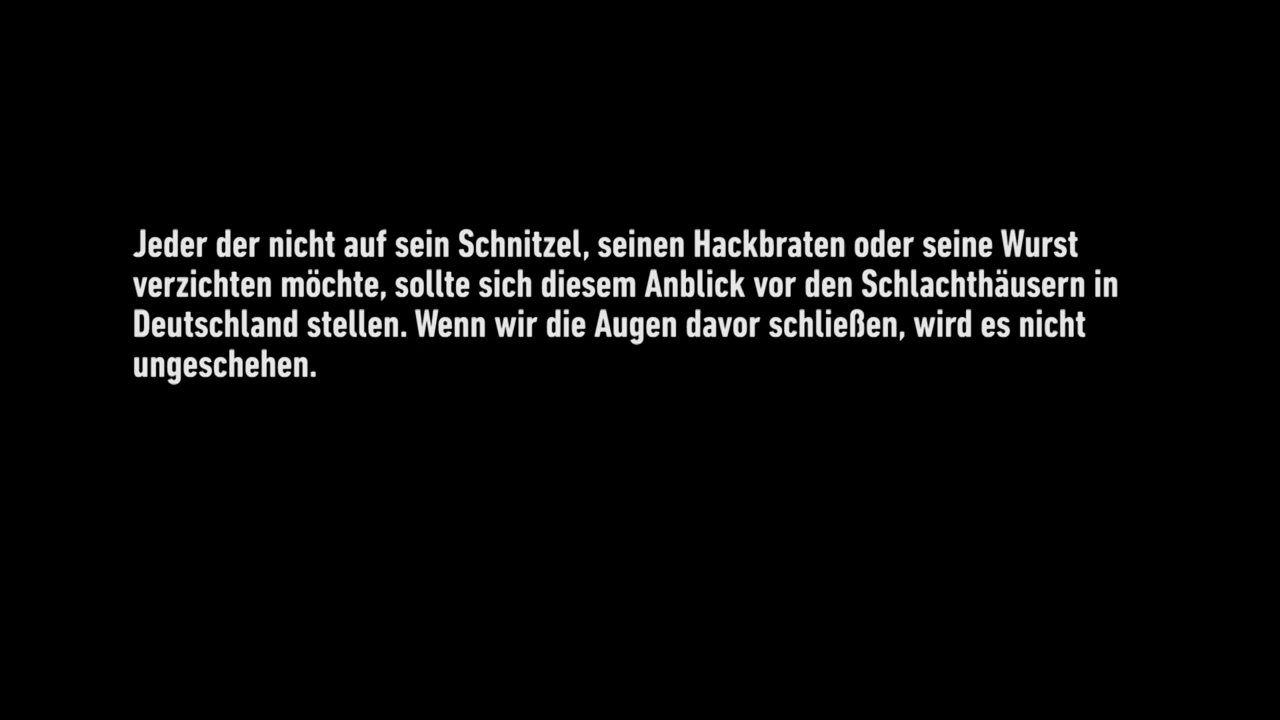 Jeder der nicht auf sein Schnitzel, seinen Hackbraten oder seine Wurst
verzichten möchte, sollte sich diesem Anblick vor den Schlachthäusern in
Deutschland stellen. Wenn wir die Augen davor schließen, wird es nicht
ungeschehen.